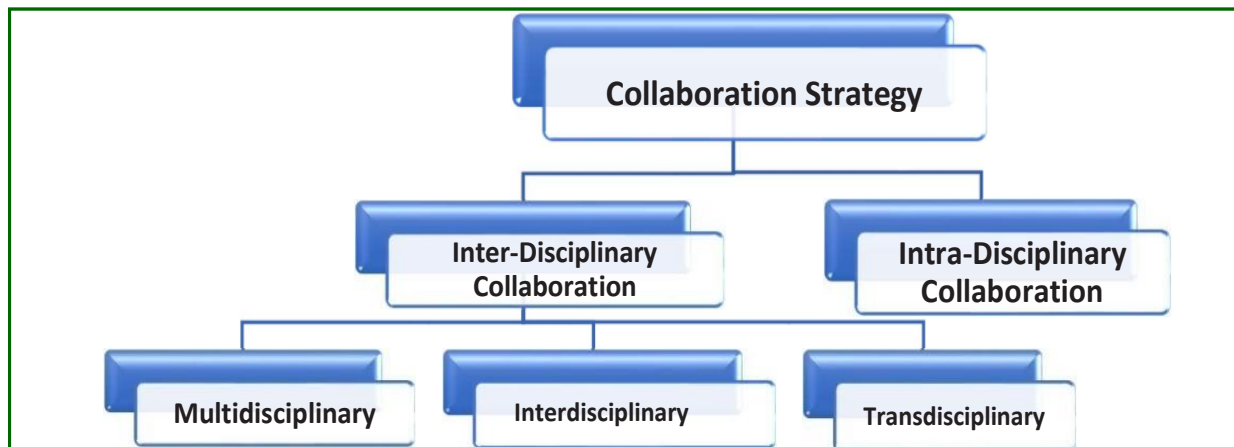 Collaboration Strategy
Inter-Disciplinary
Collaboration
Intra-Disciplinary
Collaboration
Multidisciplinary
Interdisciplinary
Transdisciplinary